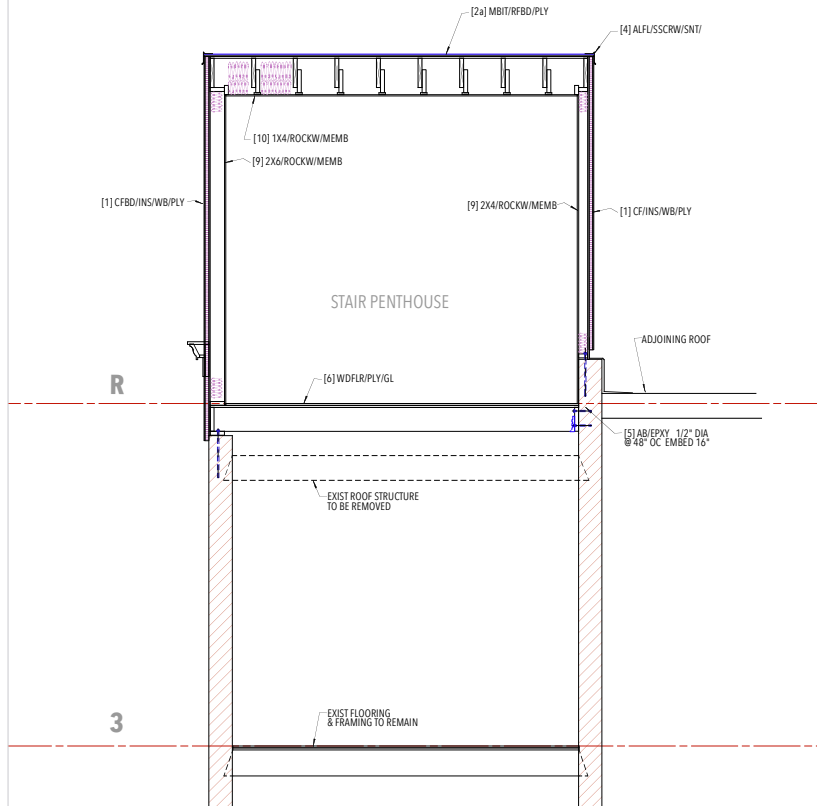 [2a] MBIT/RFBD/PLY
[4] ALFL/SSCRW/SNT/
[10] 1X4/ROCKW/MEMB
[9] 2X6/ROCKW/MEMB
[1] CFBD/INS/WB/PLY
[9] 2X4/ROCKW/MEMB
[1] CF/INS/WB/PLY
STAIR PENTHOUSE
ADJOINING ROOF
R
[6] WDFLR/PLY/GL
[5] AB/EPXY 1/2" DIA
@ 48" OC EMBED 16"
EXIST ROOF STRUCTURE
TO BE REMOVED
3
EXIST FLOORING
& FRAMING TO REMAIN